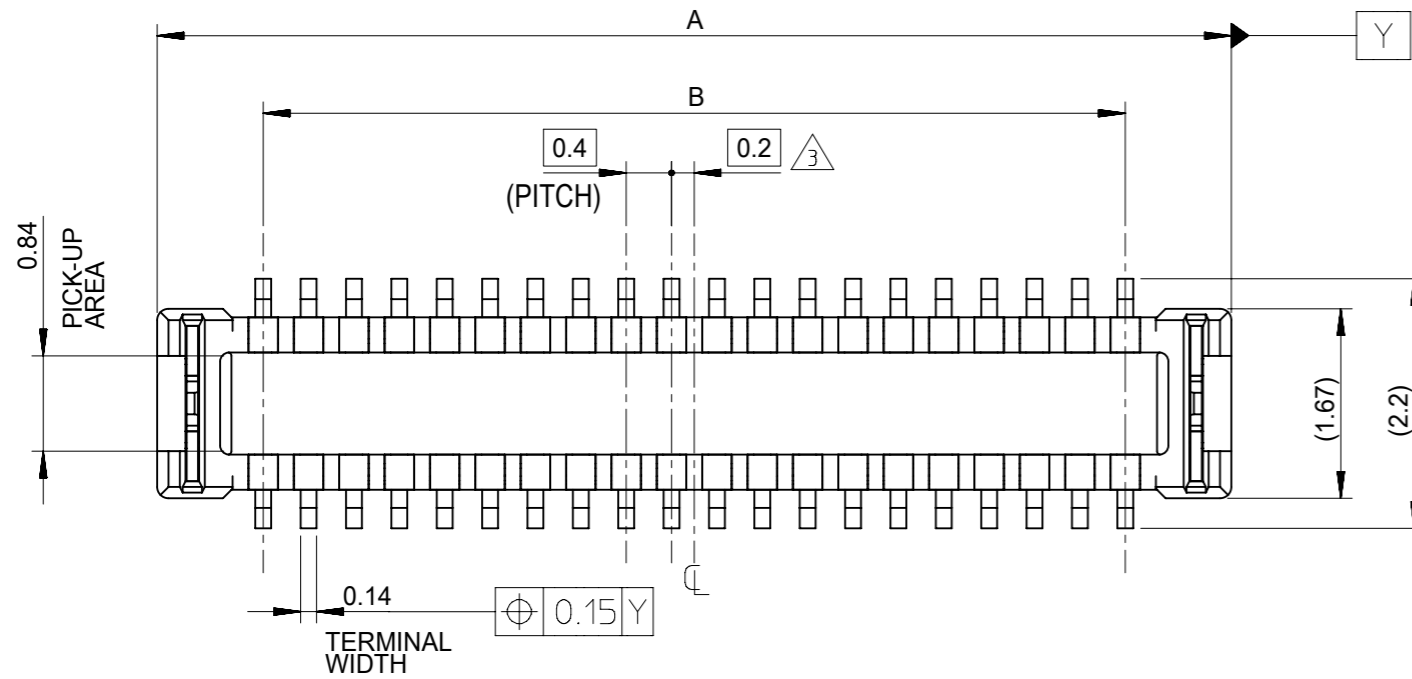 A
Y
B
0.4
0.2
3
(PITCH)
0.84
PICK-UP
AREA
(1.67)
(2.2)
℄
0.14
⌖ 0.15 Y
TERMINAL
WIDTH